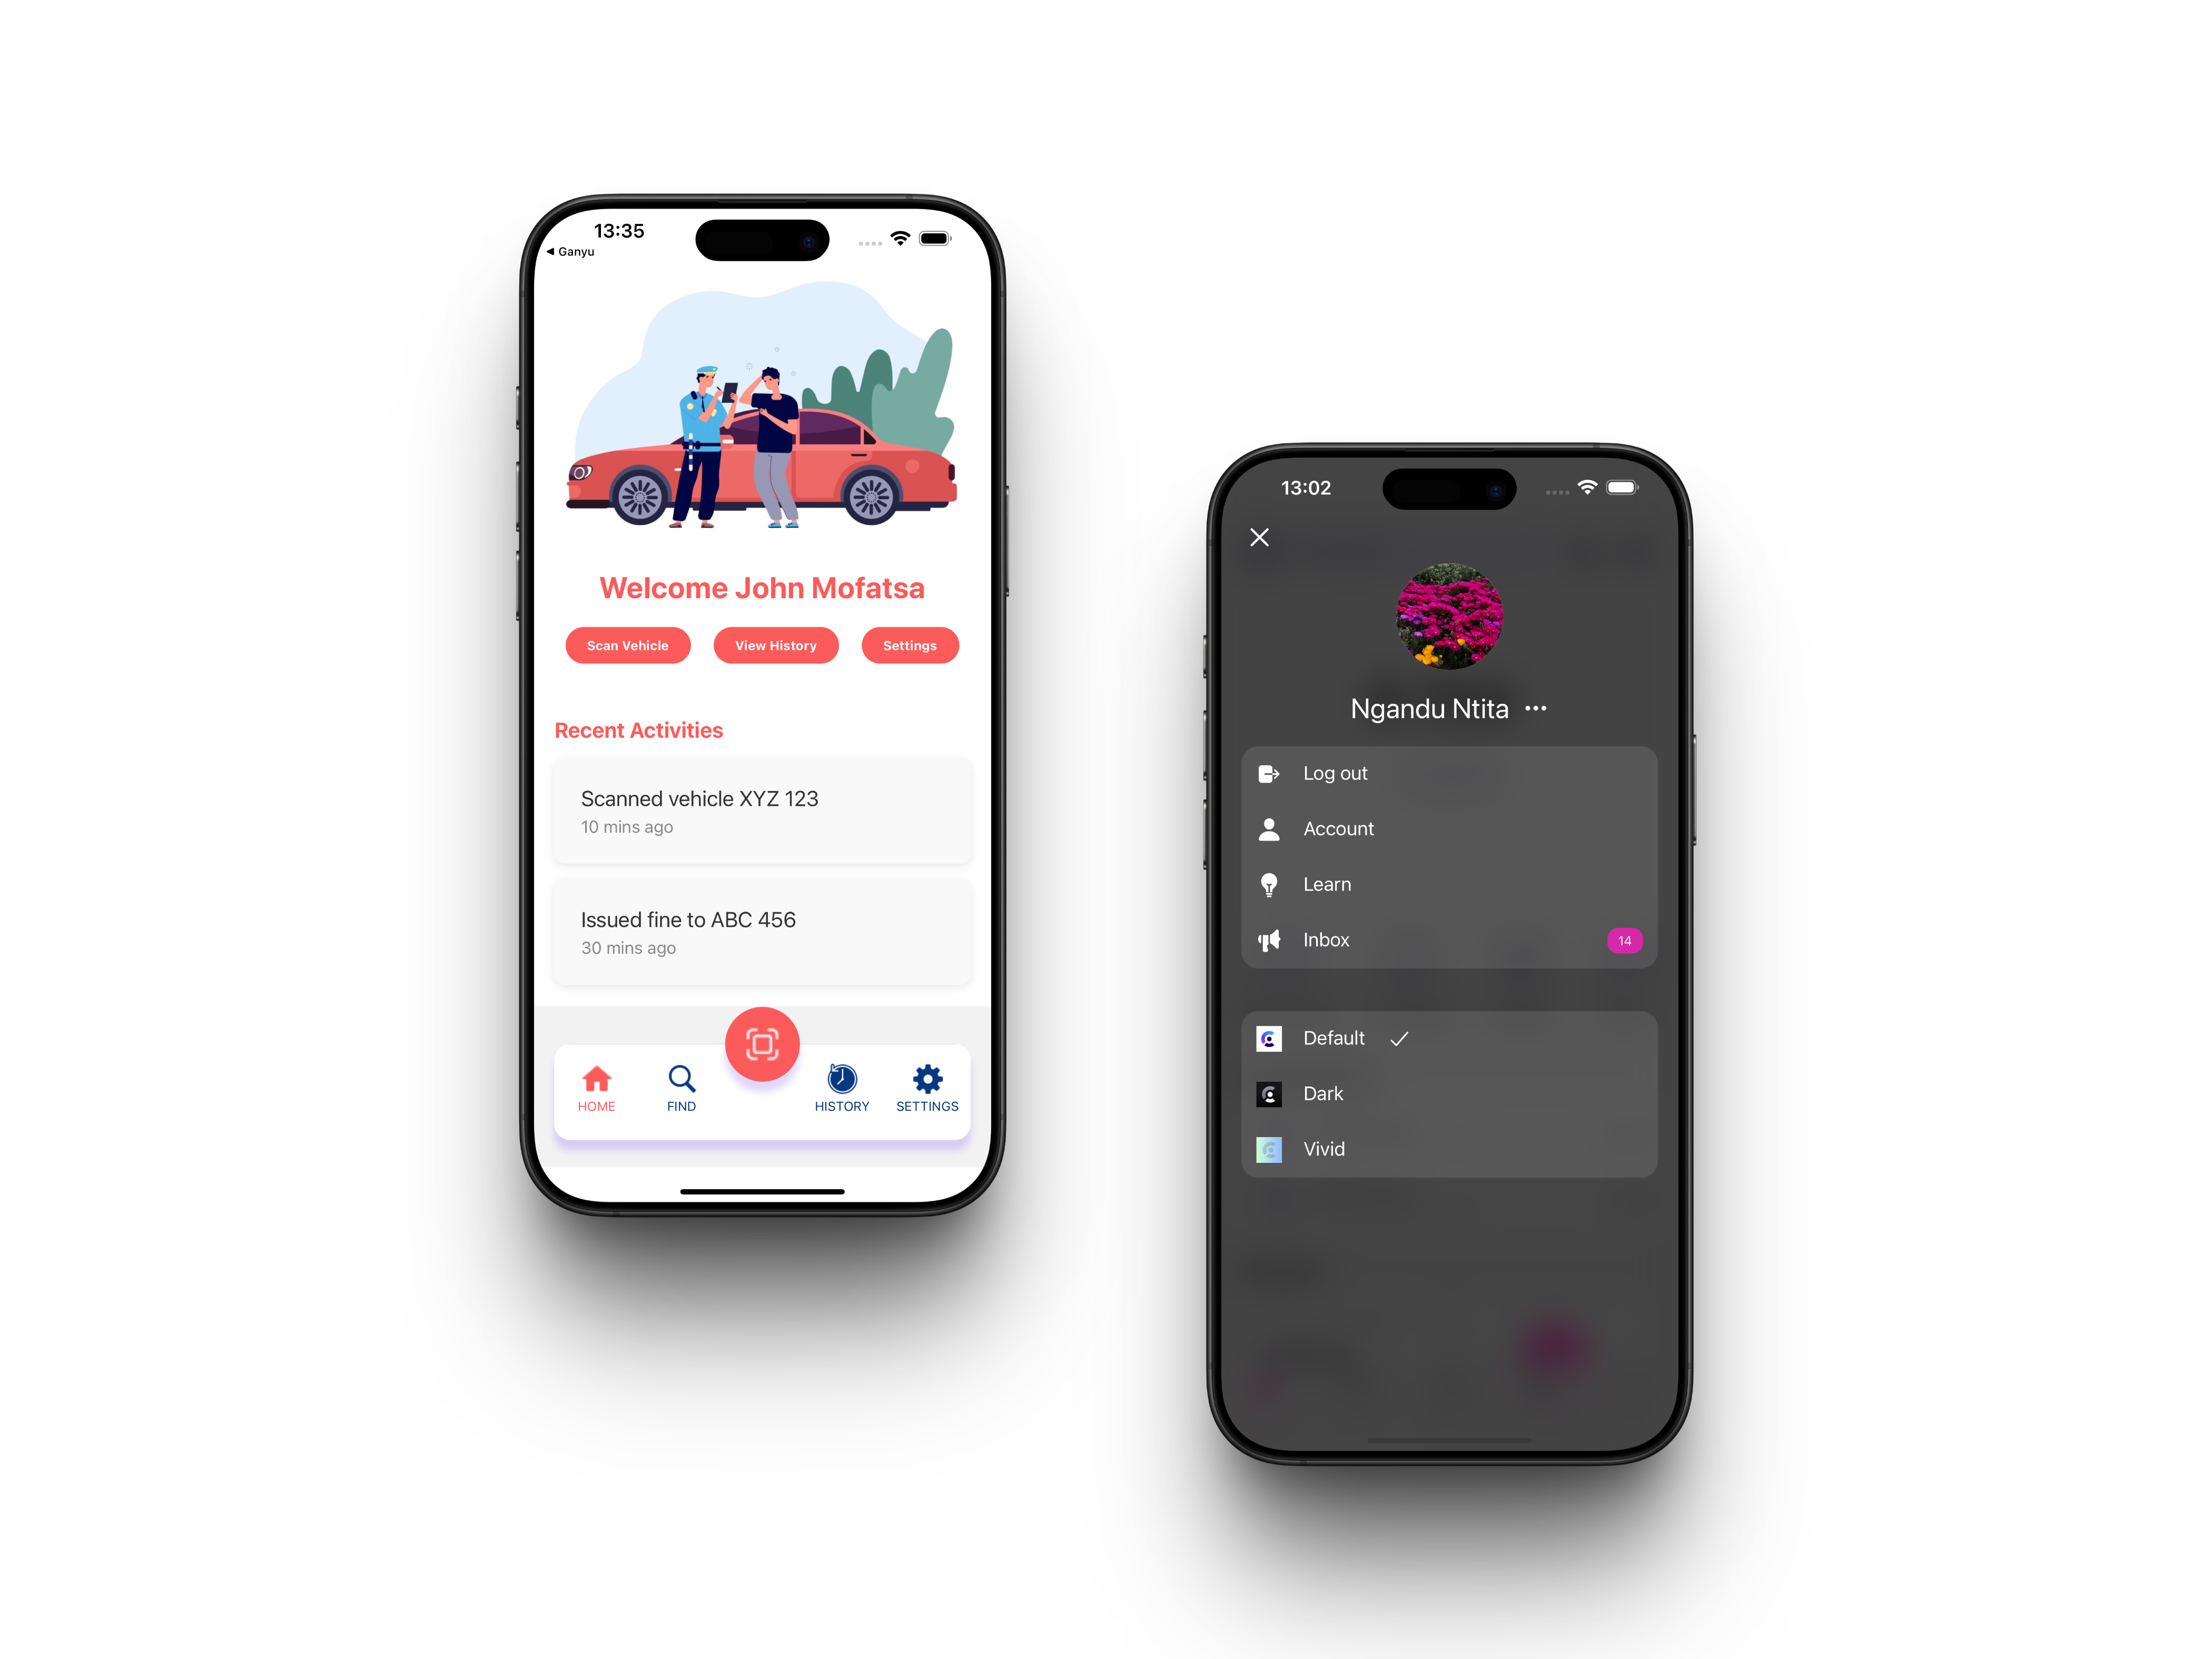 13:35
◀ Ganyu
Welcome John Mofatsa
Scan Vehicle
View History
Settings
Recent Activities
Scanned vehicle XYZ 123
10 mins ago
Issued fine to ABC 456
30 mins ago
HOME
FIND
HISTORY
SETTINGS
13:02
Ngandu Ntita
Log out
Account
Learn
Inbox
14
Default
Dark
Vivid